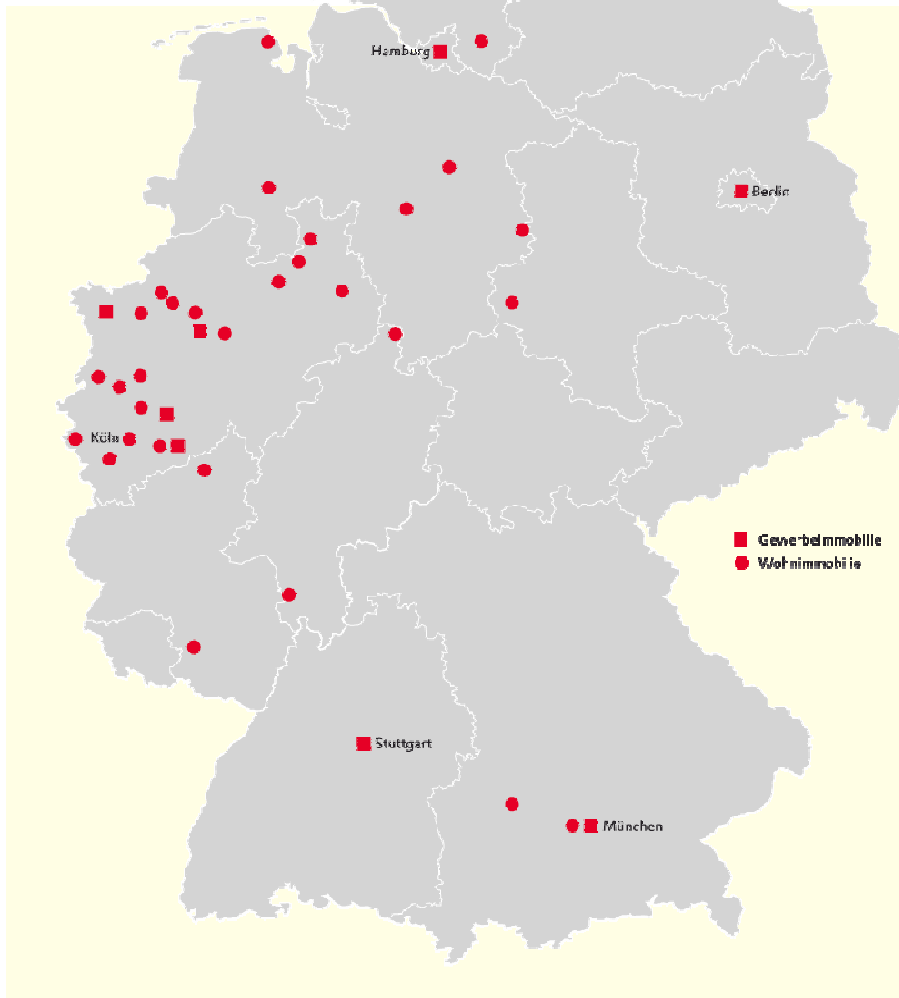 Hamburg
Berlin
Köln
Gewerbeimmobilie
Wohnimmobilie
Stuttgart
München